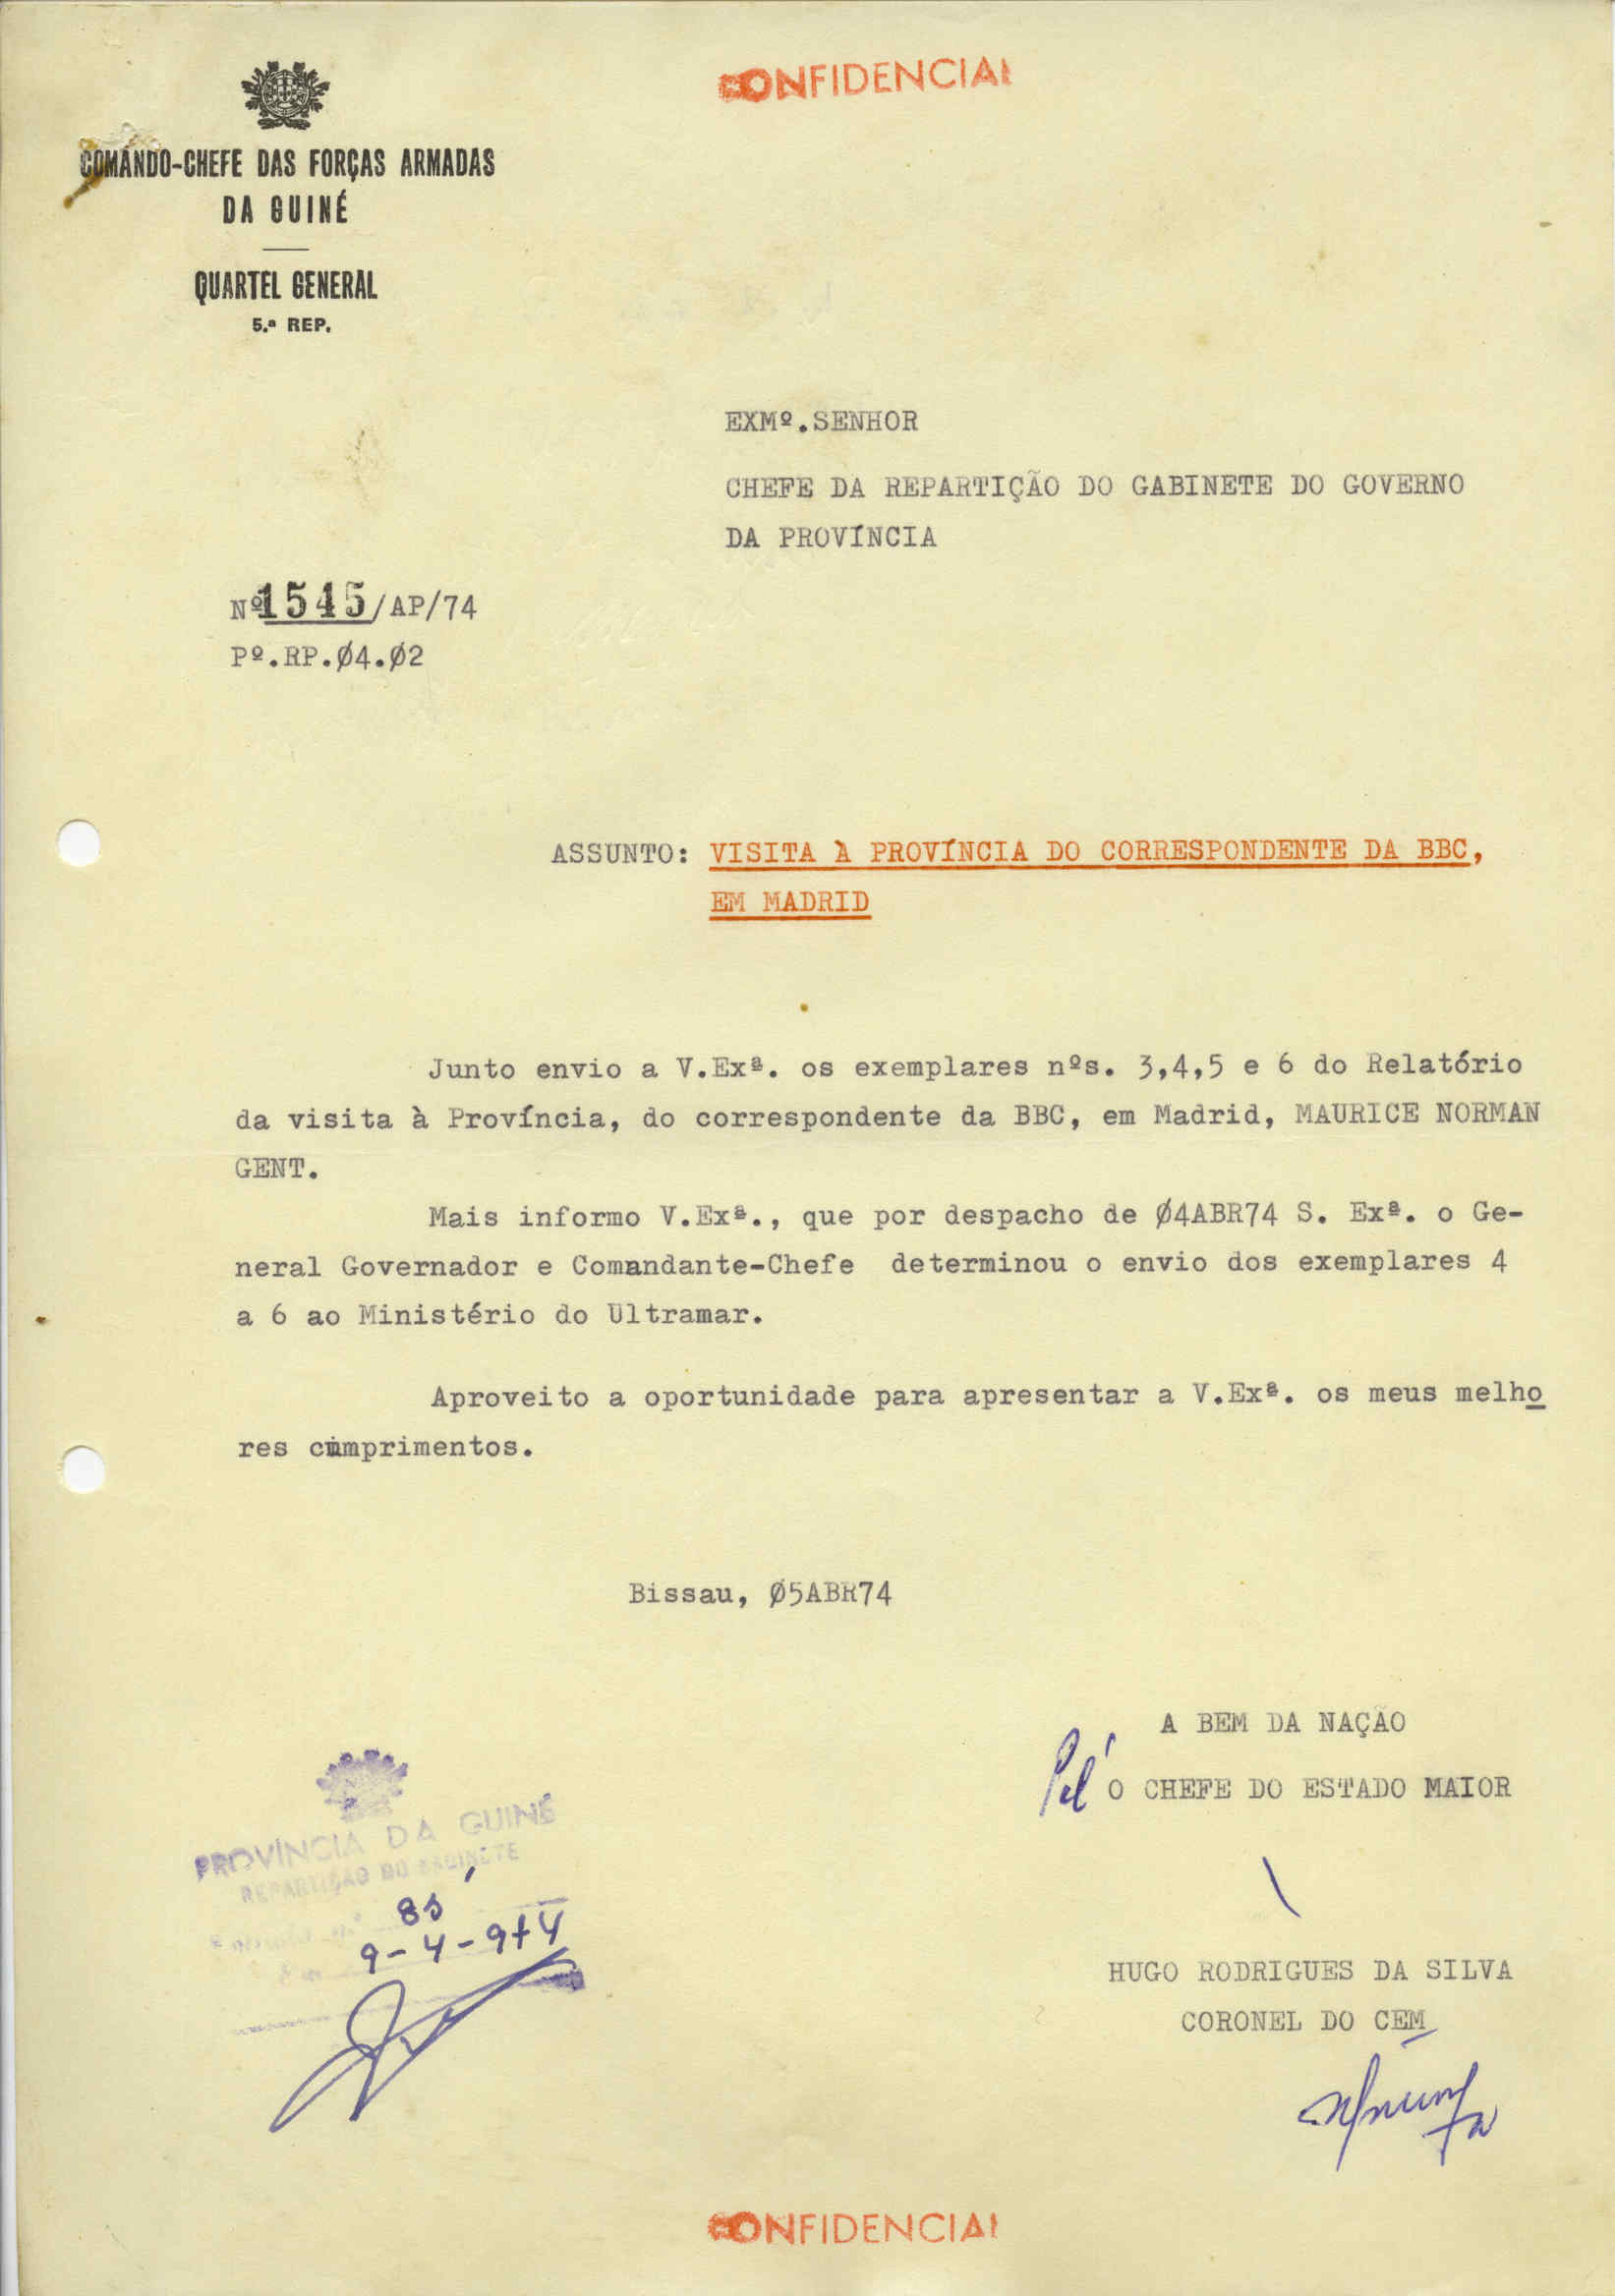 CONFIDENCIAL
COMANDO-CHEFE DAS FORÇAS ARMADAS
DA GUINÉ
QUARTEL GENERAL
5.ª REP.
EXMº.SENHOR
CHEFE DA REPARTIÇÃO DO GABINETE DO GOVERNO
DA PROVÍNCIA
Nº1545/AP/74
Pº.RP.Ø4.Ø2
ASSUNTO: VISITA À PROVÍNCIA DO CORRESPONDENTE DA BBC,
EM MADRID
Junto envio a V.Exª. os exemplares nºs. 3,4,5 e 6 do Relatório
da visita à Província, do correspondente da BBC, em Madrid, MAURICE NORMAN
GENT.
Mais informo V.Exª., que por despacho de Ø4ABR74 S. Exª. o Ge-
neral Governador e Comandante-Chefe determinou o envio dos exemplares 4
a 6 ao Ministério do Ultramar.
Aproveito a oportunidade para apresentar a V.Exª. os meus melho
res cumprimentos.
Bissau, Ø5ABR74
A BEM DA NAÇÃO
Pel' O CHEFE DO ESTADO MAIOR
HUGO RODRIGUES DA SILVA
CORONEL DO CEM
PROVÍNCIA DA GUINÉ
REPARTIÇÃO DO GABINETE
9-4-974
CONFIDENCIAL